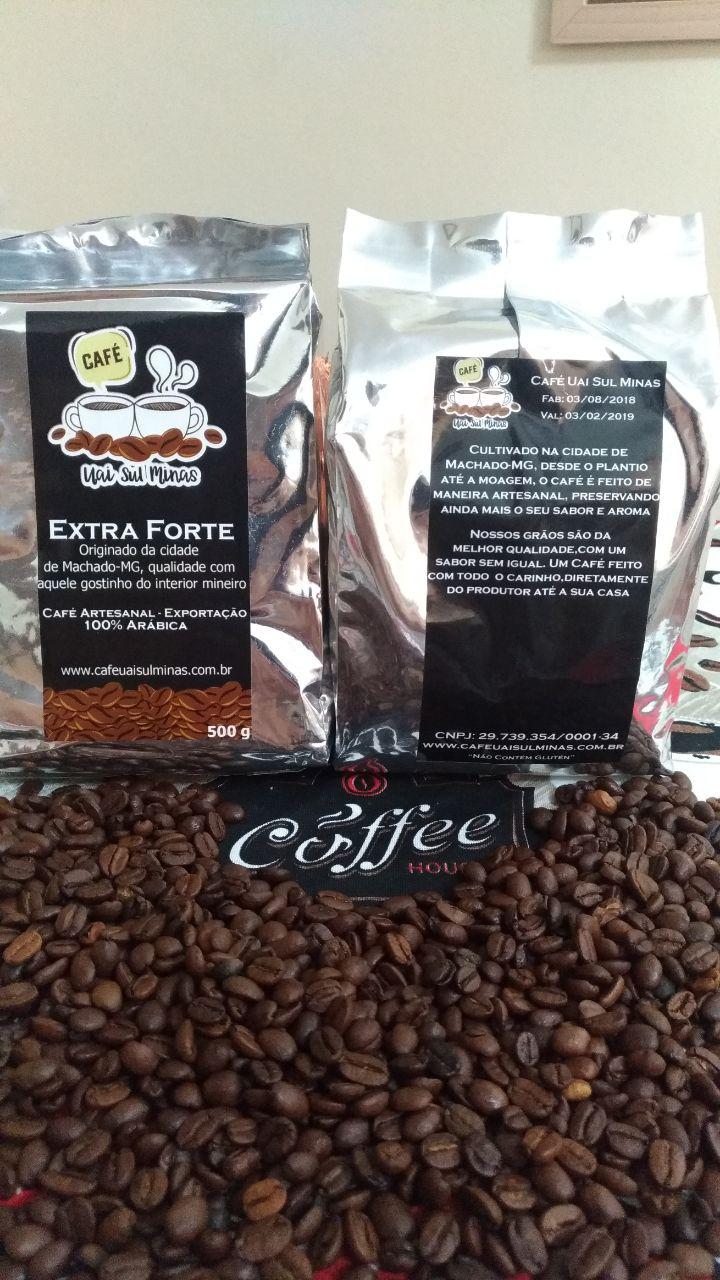 CAFÉ
Uai Sul Minas
EXTRA FORTE
Originado da cidade
de Machado-MG, qualidade com
aquele gostinho do interior mineiro
CAFÉ ARTESANAL - EXPORTAÇÃO
100% ARÁBICA
www.cafeuaisulminas.com.br
500 g
CAFÉ
Uai Sul Minas
CAFÉ UAI SUL MINAS
FAB: 03/08/2018
VAL: 03/02/2019
CULTIVADO NA CIDADE DE
MACHADO-MG, DESDE O PLANTIO
ATÉ A MOAGEM, O CAFÉ É FEITO DE
MANEIRA ARTESANAL, PRESERVANDO
AINDA MAIS O SEU SABOR E AROMA
NOSSOS GRÃOS SÃO DA
MELHOR QUALIDADE,COM UM
SABOR SEM IGUAL. UM CAFÉ FEITO
COM TODO O CARINHO,DIRETAMENTE
DO PRODUTOR ATÉ A SUA CASA
CNPJ: 29.739.354/0001-34
WWW.CAFEUAISULMINAS.COM.BR
"NÃO CONTÉM GLUTÉN"
Coffee